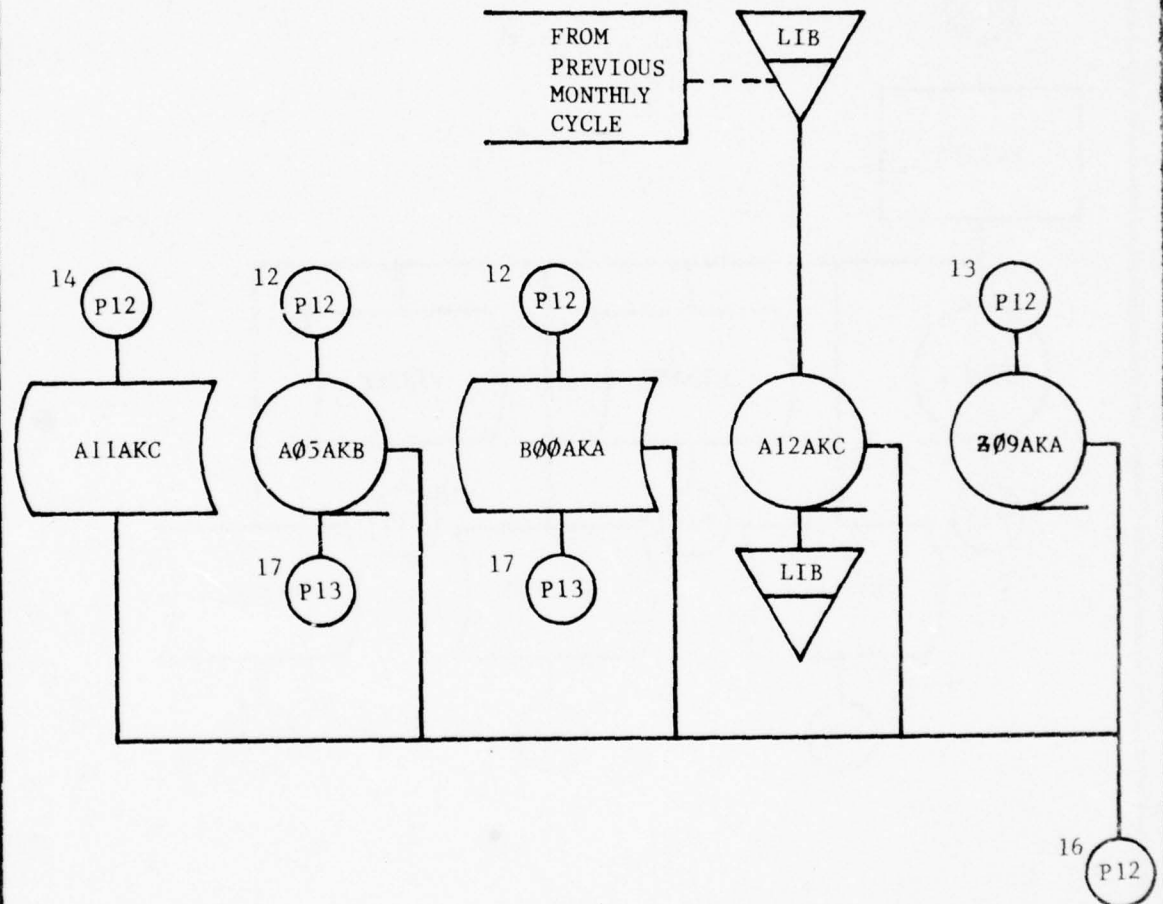 FROM
PREVIOUS
MONTHLY
CYCLE
LIB
14
P12
12
P12
12
P12
13
P12
A11AKC
AØ5AKB
BØØAKA
A12AKC
17
P13
17
P13
LIB
16
P12